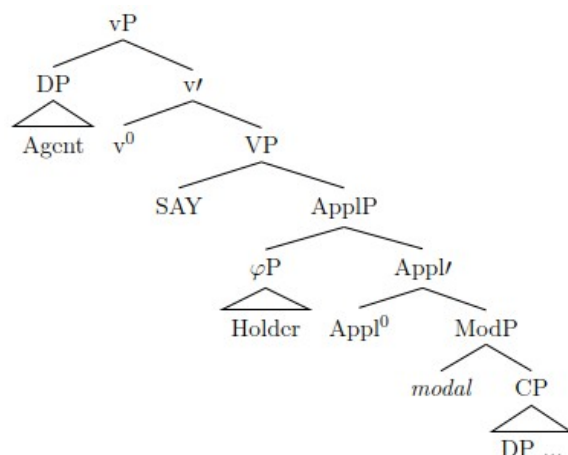 vP
DP v′
Agent v⁰ VP
SAY ApplP
φP Appl′
Holder Appl⁰ ModP
modal CP
DP ...